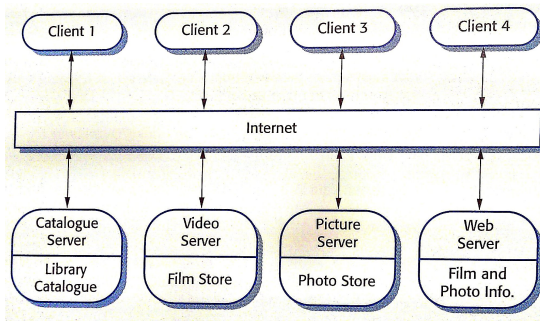 Client 1
Client 2
Client 3
Client 4
Internet
Catalogue
Server
Library
Catalogue
Video
Server
Film Store
Picture
Server
Photo Store
Web
Server
Film and
Photo Info.